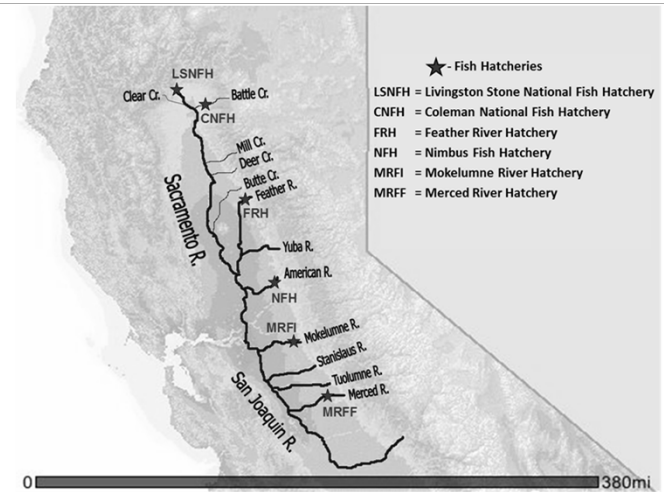 - Fish Hatcheries
LSNFH = Livingston Stone National Fish Hatchery
CNFH = Coleman National Fish Hatchery
FRH = Feather River Hatchery
NFH = Nimbus Fish Hatchery
MRFI = Mokelumne River Hatchery
MRFF = Merced River Hatchery
LSNFH
Clear Cr.
Battle Cr.
CNFH
Mill Cr.
Deer Cr.
Butte Cr.
Feather R.
FRH
Sacramento R.
Yuba R.
American R.
NFH
MRFI
Mokelumne R.
Stanislaus R.
Tuolumne R.
Merced R.
MRFF
San Joaquin R.
0
380mi